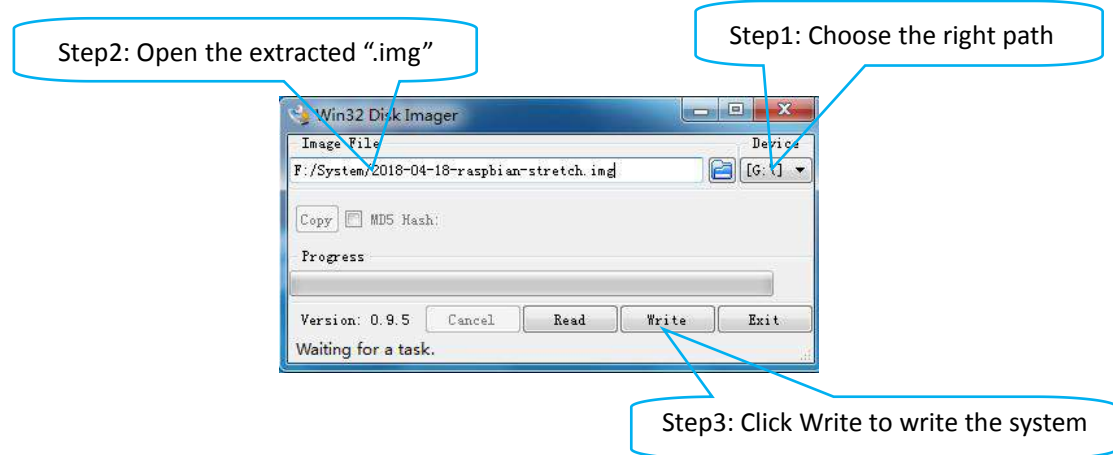 Step2: Open the extracted “.img”
Step1: Choose the right path
Win32 Disk Imager
Image File
Device
F:/System/2018-04-18-raspbian-stretch.img
[G:\]
Copy
MD5 Hash:
Progress
Version: 0.9.5
Cancel
Read
Write
Exit
Waiting for a task.
Step3: Click Write to write the system